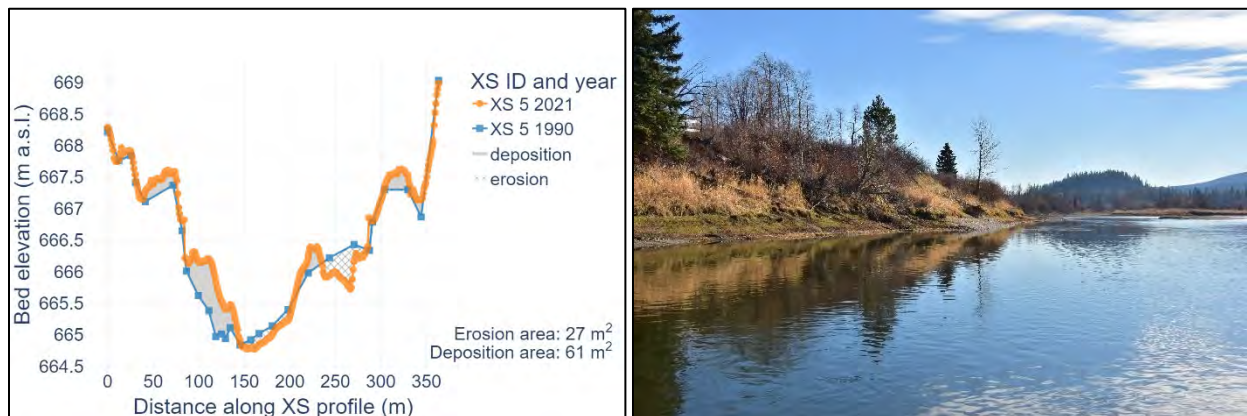 669
668.5
668
667.5
667
666.5
666
665.5
665
664.5
Bed elevation (m a.s.l.)
0 50 100 150 200 250 300 350
Distance along XS profile (m)
XS ID and year
XS 5 2021
XS 5 1990
deposition
erosion
Erosion area: 27 m²
Deposition area: 61 m²